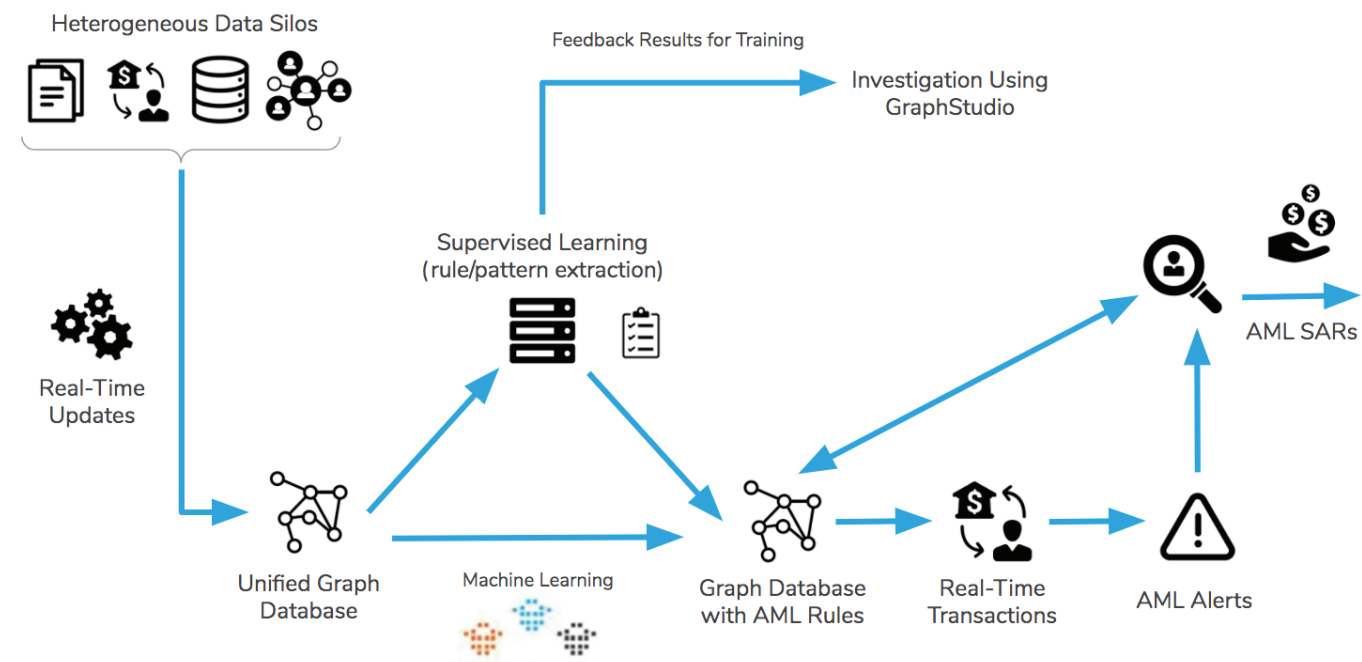 Heterogeneous Data Silos
Feedback Results for Training
Investigation Using
GraphStudio
Supervised Learning
(rule/pattern extraction)
AML SARs
Real-Time
Updates
Unified Graph
Database
Machine Learning
Graph Database
with AML Rules
Real-Time
Transactions
AML Alerts